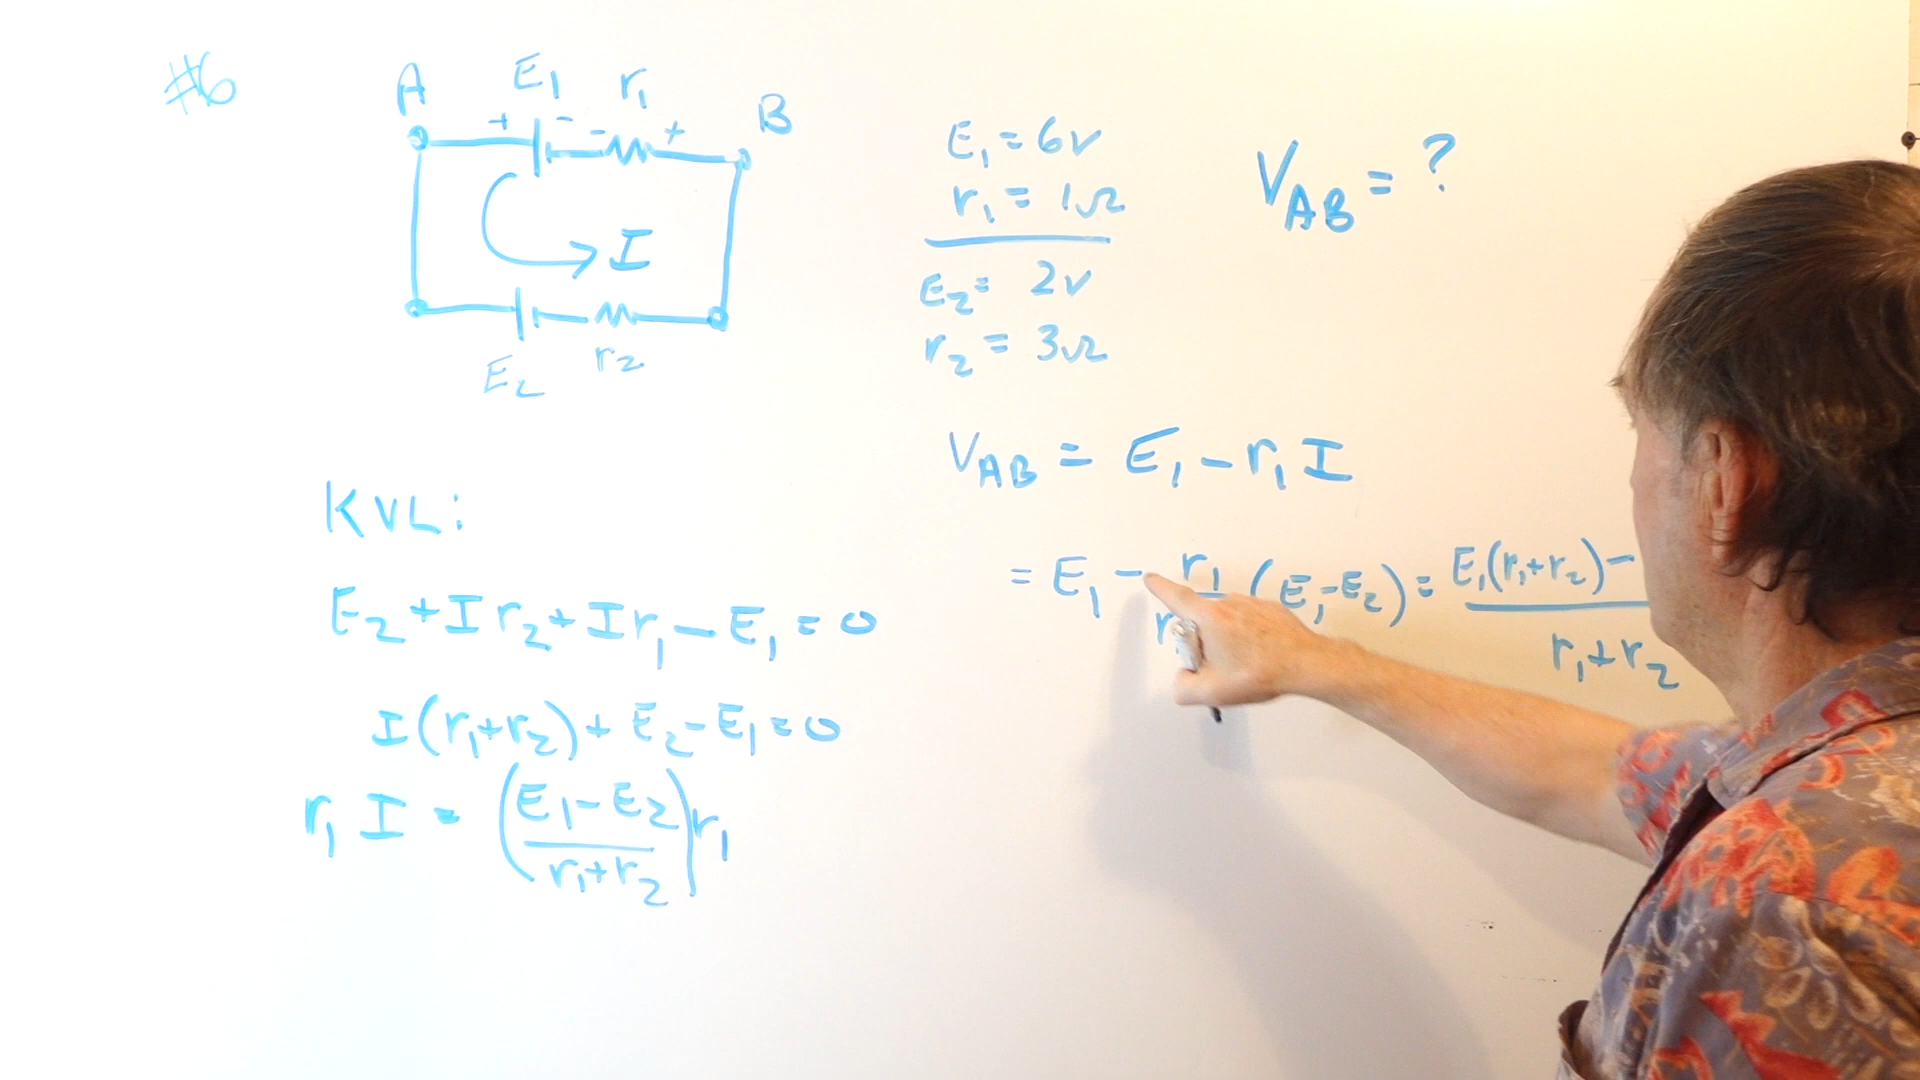 #6
A E₁ r₁ B
+ - - +
I
E₂ r₂
E₁ = 6v
r₁ = 1Ω
E₂ = 2v
r₂ = 3Ω
V_AB = ?
KVL:
E₂ + I r₂ + I r₁ - E₁ = 0
I (r₁+r₂) + E₂ - E₁ = 0
r₁ I = ((E₁ - E₂)/(r₁+r₂)) r₁
V_AB = E₁ - r₁ I
= E₁ - r₁ (E₁-E₂) = E₁(r₁+r₂) -
r₁+r₂